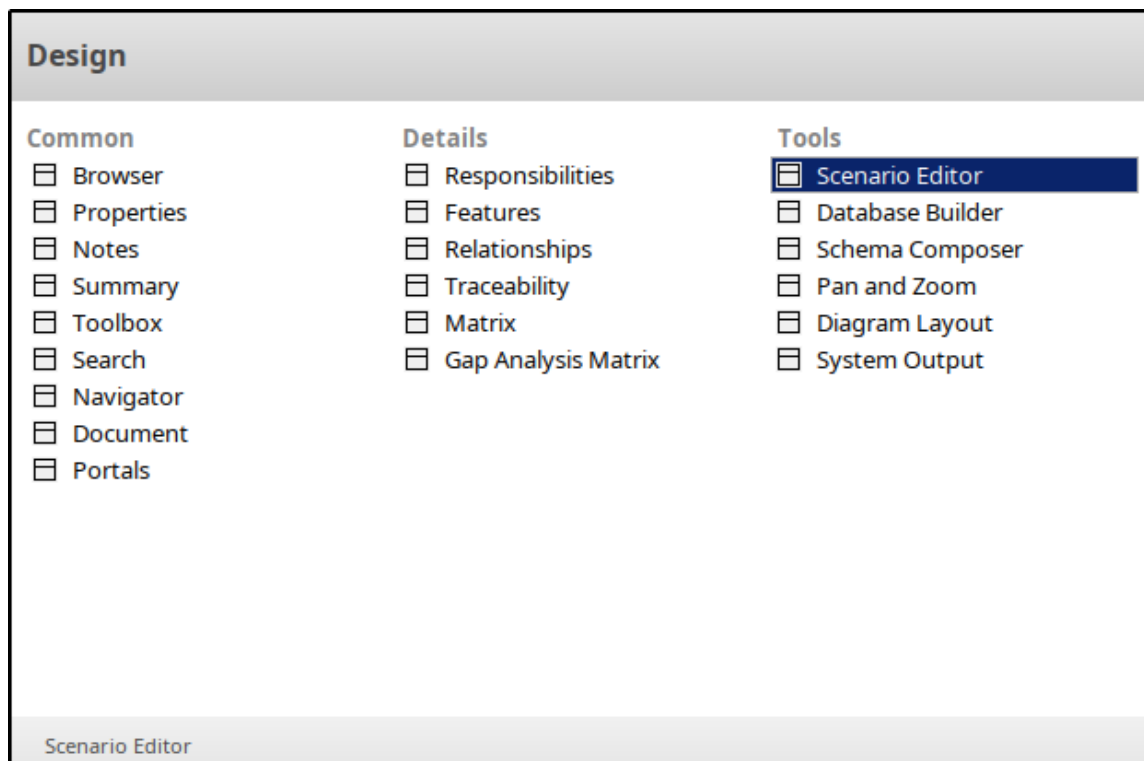 Design
Common
Browser
Properties
Notes
Summary
Toolbox
Search
Navigator
Document
Portals
Details
Responsibilities
Features
Relationships
Traceability
Matrix
Gap Analysis Matrix
Tools
Scenario Editor
Database Builder
Schema Composer
Pan and Zoom
Diagram Layout
System Output
Scenario Editor